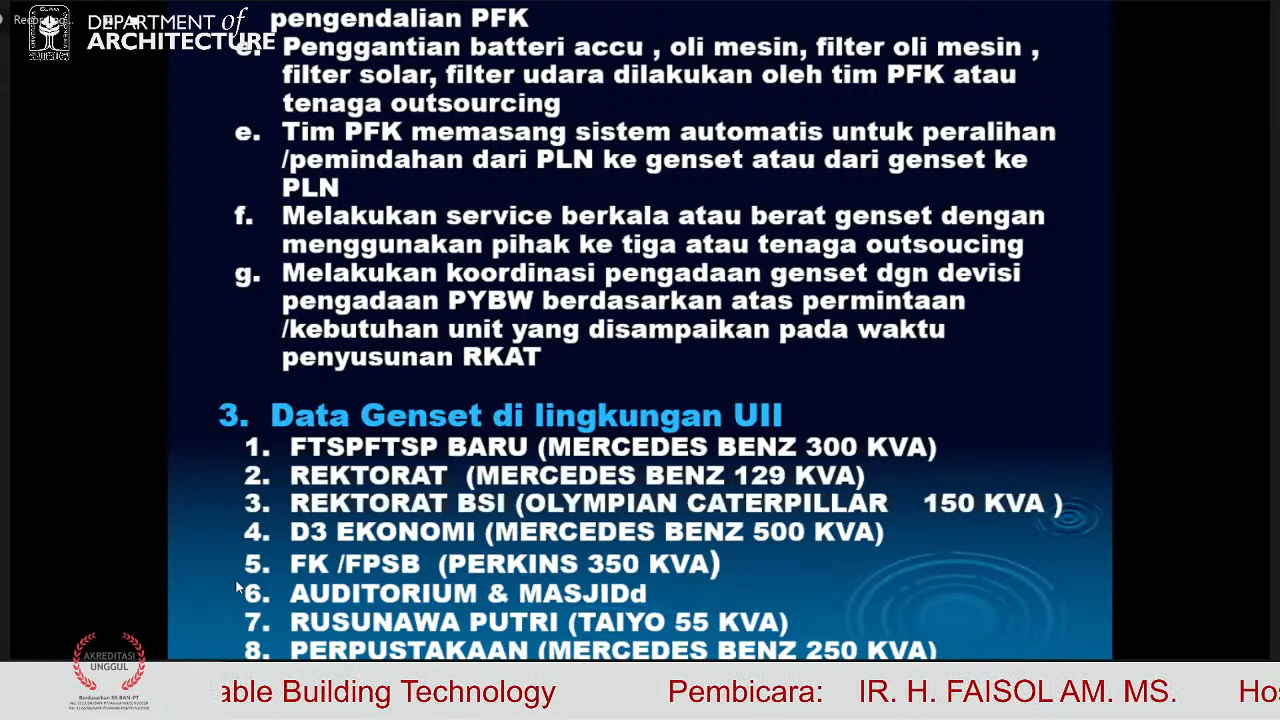 DEPARTMENT of
ARCHITECTURE
pengendalian PFK
Penggantian batteri accu , oli mesin, filter oli mesin ,
filter solar, filter udara dilakukan oleh tim PFK atau
tenaga outsourcing
e. Tim PFK memasang sistem automatis untuk peralihan
/pemindahan dari PLN ke genset atau dari genset ke
PLN
f. Melakukan service berkala atau berat genset dengan
menggunakan pihak ke tiga atau tenaga outsoucing
g. Melakukan koordinasi pengadaan genset dgn devisi
pengadaan PYBW berdasarkan atas permintaan
/kebutuhan unit yang disampaikan pada waktu
penyusunan RKAT
3. Data Genset di lingkungan UII
1. FTSPFTSP BARU (MERCEDES BENZ 300 KVA)
2. REKTORAT (MERCEDES BENZ 129 KVA)
3. REKTORAT BSI (OLYMPIAN CATERPILLAR 150 KVA )
4. D3 EKONOMI (MERCEDES BENZ 500 KVA)
5. FK /FPSB (PERKINS 350 KVA)
6. AUDITORIUM & MASJIDd
7. RUSUNAWA PUTRI (TAIYO 55 KVA)
8. PERPUSTAKAAN (MERCEDES BENZ 250 KVA)
AKREDITASI
UNGGUL
Berdasarkan SK BAN-PT
able Building Technology Pembicara: IR. H. FAISOL AM. MS. Ho